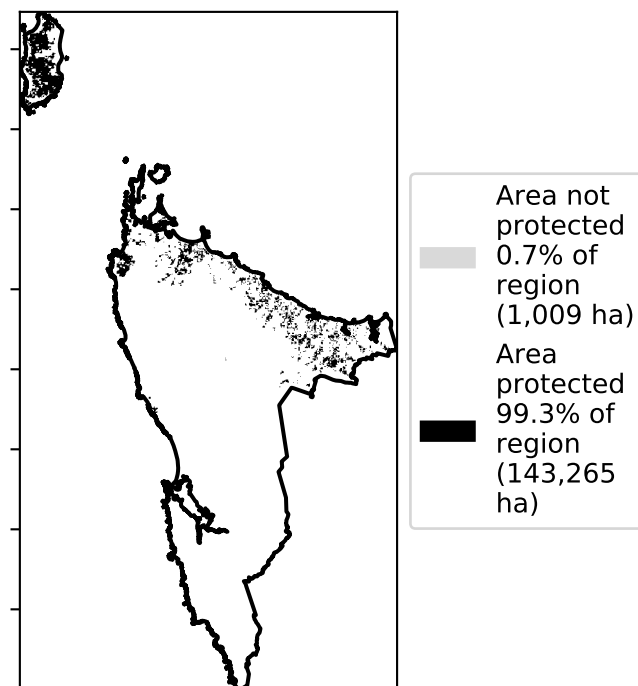 Area not
protected
0.7% of
region
(1,009 ha)
Area
protected
99.3% of
region
(143,265
ha)